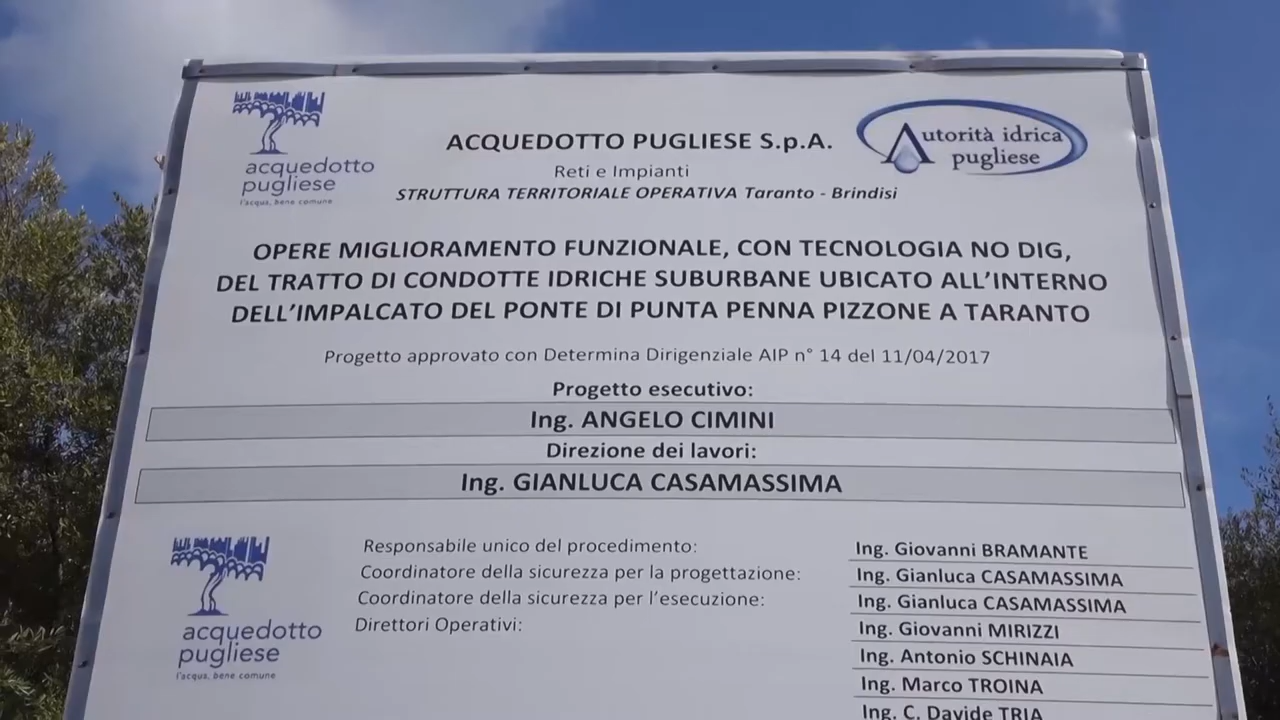 acquedotto
pugliese
l'acqua, bene comune
ACQUEDOTTO PUGLIESE S.p.A.
Reti e Impianti
STRUTTURA TERRITORIALE OPERATIVA Taranto - Brindisi
Autorità idrica
pugliese
OPERE MIGLIORAMENTO FUNZIONALE, CON TECNOLOGIA NO DIG,
DEL TRATTO DI CONDOTTE IDRICHE SUBURBANE UBICATO ALL'INTERNO
DELL'IMPALCATO DEL PONTE DI PUNTA PENNA PIZZONE A TARANTO
Progetto approvato con Determina Dirigenziale AIP n° 14 del 11/04/2017
Progetto esecutivo:
Ing. ANGELO CIMINI
Direzione dei lavori:
Ing. GIANLUCA CASAMASSIMA
acquedotto
pugliese
l'acqua, bene comune
Responsabile unico del procedimento: Ing. Giovanni BRAMANTE
Coordinatore della sicurezza per la progettazione: Ing. Gianluca CASAMASSIMA
Coordinatore della sicurezza per l'esecuzione: Ing. Gianluca CASAMASSIMA
Direttori Operativi: Ing. Giovanni MIRIZZI
Ing. Antonio SCHINAIA
Ing. Marco TROINA
Ing. C. Davide TRIA